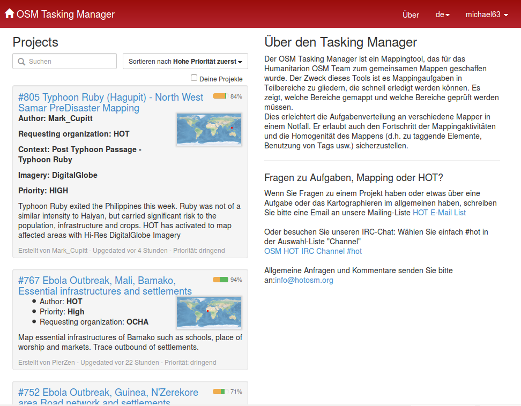 OSM Tasking Manager
Über
de
michael63
Projects
Suchen
Sortieren nach Hohe Priorität zuerst
Deine Projekte
#805 Typhoon Ruby (Hagupit) - North West
Samar PreDisaster Mapping
84%
Author: Mark_Cupitt
Requesting organization: HOT
Context: Post Typhoon Passage -
Typhoon Ruby
Imagery: DigitalGlobe
Priority: HIGH
Typhoon Ruby exited the Philippines this week. Ruby was not of a
similar intensity to Haiyan, but carried significant risk to the
population, infrastructure and crops. HOT has activated to map
affected areas with Hi-Res DigitalGlobe Imagery
Erstellt von Mark_Cupitt - Upgedated vor 4 Stunden - Priorität: dringend
#767 Ebola Outbreak, Mali, Bamako,
Essential infrastructures and settlements
94%
Author: HOT
Priority: High
Requesting organization: OCHA
Map essential infrastructures of Bamako such as schools, place of
worship and markets. Trace outbound of settlements.
Erstellt von PierZen - Upgedated vor 22 Stunden - Priorität: dringend
#752 Ebola Outbreak, Guinea, N'Zerekore
area Road network and settlements
71%
Über den Tasking Manager
Der OSM Tasking Manager ist ein Mappingtool, das für das
Humanitarion OSM Team zum gemeinsamen Mappen geschaffen
wurde. Der Zweck dieses Tools ist es Mappingaufgaben in
Teilbereiche zu gliedern, die schnell erledigt werden können. Es
zeigt, welche Bereiche gemappt und welche Bereiche geprüft werden
müssen.
Dies erleichtert die Aufgabenverteilung an verschiedene Mapper in
einem Notfall. Er erlaubt auch den Fortschritt der Mappingaktivitäten
und die Homogenität des Mappens (d.h. zu taggende Elemente,
Benutzung von Tags usw.) sicherzustellen.
Fragen zu Aufgaben, Mapping oder HOT?
Wenn Sie Fragen zu einem Projekt haben oder etwas über eine
Aufgabe oder das Kartographieren im allgemeinen haben, schreiben
Sie bitte eine Email an unsere Mailing-Liste HOT E-Mail List
Oder besuchen Sie unseren IRC-Chat: Wählen Sie einfach #hot in
der Auswahl-Liste "Channel"
OSM HOT IRC Channel #hot
Allgemeine Anfragen und Kommentare senden Sie bitte
an:info@hotosm.org